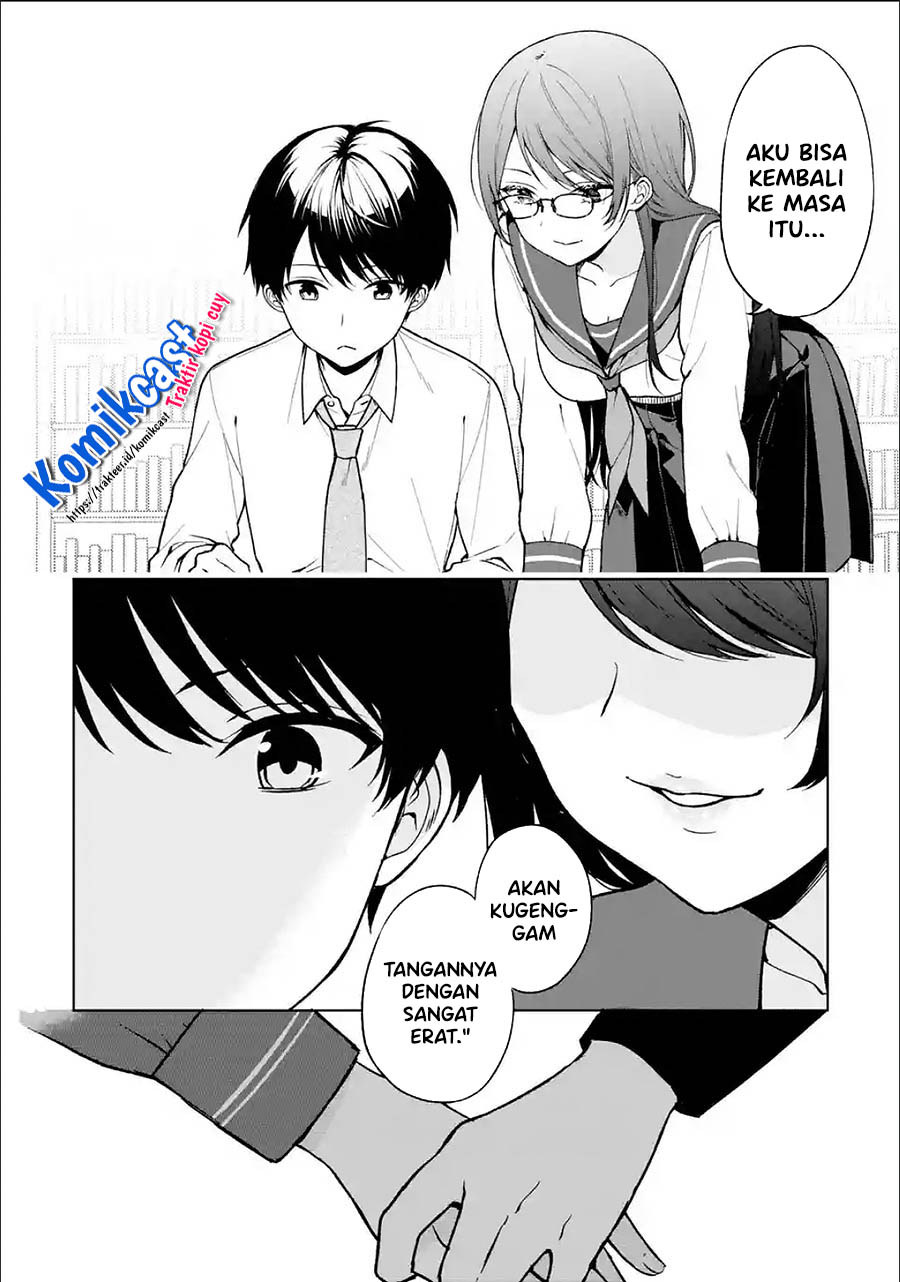 AKU BISA
KEMBALI
KE MASA
ITU...
Komikcast
Traktir kopi cuy
https://trakteer.id/komikcast
AKAN
KUGENG-
GAM
TANGANNYA
DENGAN
SANGAT
ERAT."